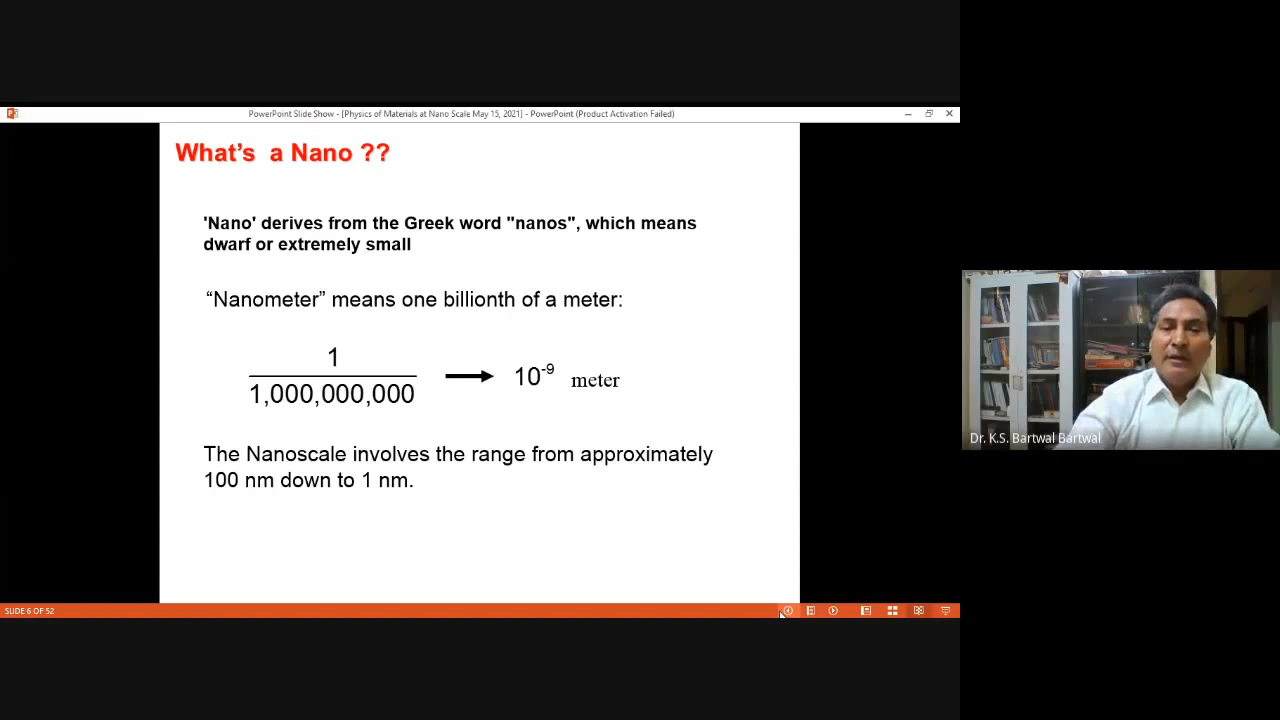 PowerPoint Slide Show - [Physics of Materials at Nano Scale May 15, 2021] - PowerPoint (Product Activation Failed)
What's a Nano ??
'Nano' derives from the Greek word "nanos", which means
dwarf or extremely small
“Nanometer” means one billionth of a meter:
1
1,000,000,000
10-9 meter
The Nanoscale involves the range from approximately
100 nm down to 1 nm.
Dr. K.S. Bartwal Bartwal
SLIDE 6 OF 52